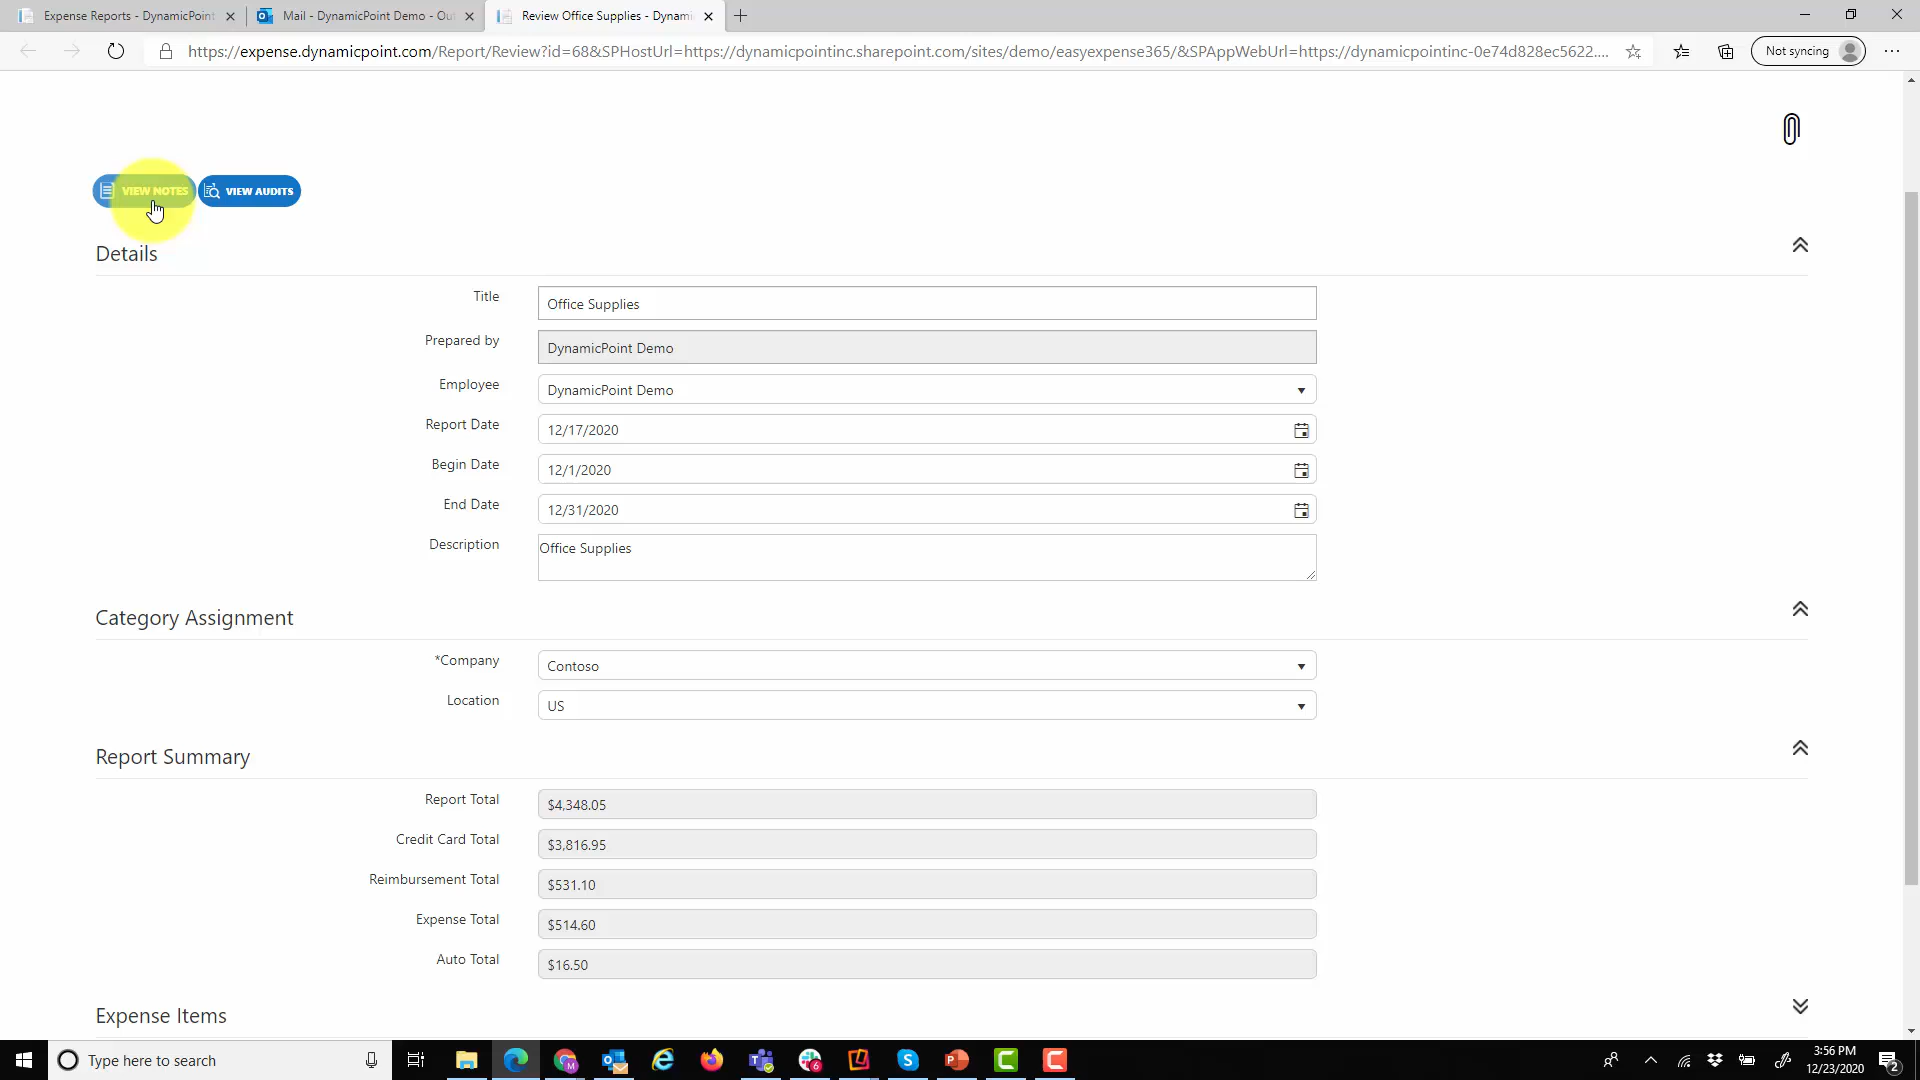 Expense Reports - DynamicPoint
Mail - DynamicPoint Demo - Out
Review Office Supplies - Dynami
https://expense.dynamicpoint.com/Report/Review?id=68&SPHostUrl=https://dynamicpointinc.sharepoint.com/sites/demo/easyexpense365/&SPAppWebUrl=https://dynamicpointinc-0e74d828ec5622....
Not syncing
VIEW NOTES
VIEW AUDITS
Details
Title
Office Supplies
Prepared by
DynamicPoint Demo
Employee
DynamicPoint Demo
Report Date
12/17/2020
Begin Date
12/1/2020
End Date
12/31/2020
Description
Office Supplies
Category Assignment
*Company
Contoso
Location
US
Report Summary
Report Total
$4,348.05
Credit Card Total
$3,816.95
Reimbursement Total
$531.10
Expense Total
$514.60
Auto Total
$16.50
Expense Items
Type here to search
3:56 PM
12/23/2020
6
2